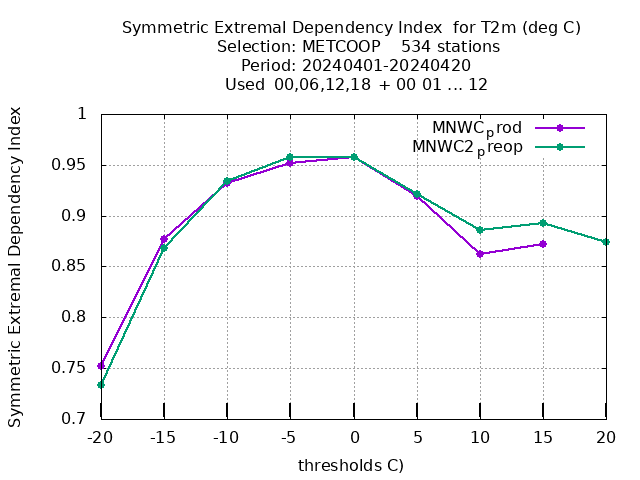 Symmetric Extremal Dependency Index  for T2m (deg C)
Selection: METCOOP    534 stations
Period: 20240401-20240420
Used  00,06,12,18 + 00 01 ... 12
MNWCprod
MNWC2preop
Symmetric Extremal Dependency Index
1
0.95
0.9
0.85
0.8
0.75
0.7
-20 -15 -10 -5 0 5 10 15 20
thresholds C)